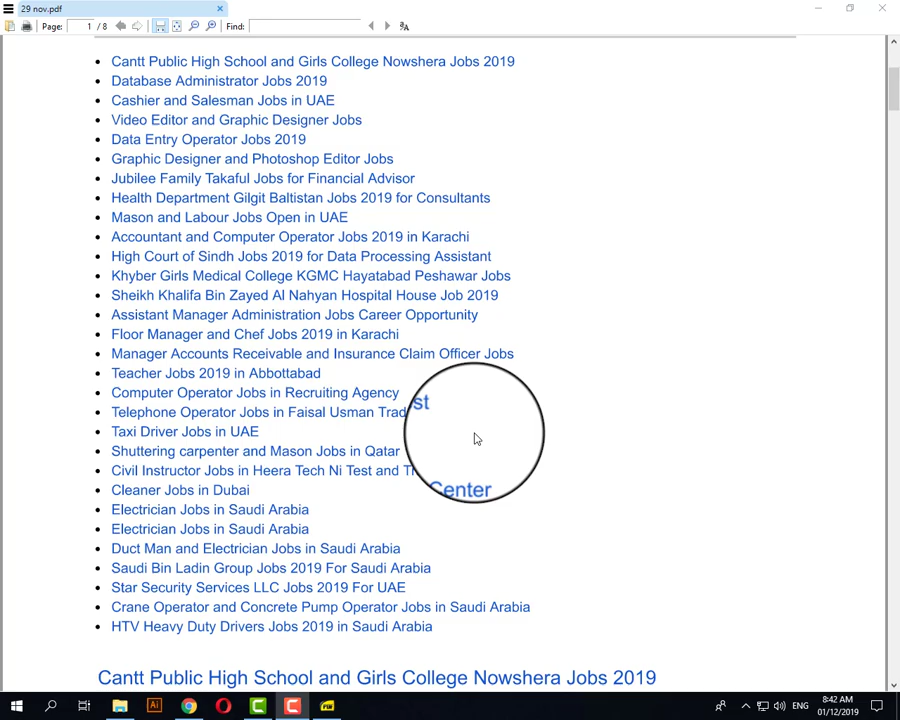 29 nov.pdf
Page: 1 / 8 Find:
Cantt Public High School and Girls College Nowshera Jobs 2019
Database Administrator Jobs 2019
Cashier and Salesman Jobs in UAE
Video Editor and Graphic Designer Jobs
Data Entry Operator Jobs 2019
Graphic Designer and Photoshop Editor Jobs
Jubilee Family Takaful Jobs for Financial Advisor
Health Department Gilgit Baltistan Jobs 2019 for Consultants
Mason and Labour Jobs Open in UAE
Accountant and Computer Operator Jobs 2019 in Karachi
High Court of Sindh Jobs 2019 for Data Processing Assistant
Khyber Girls Medical College KGMC Hayatabad Peshawar Jobs
Sheikh Khalifa Bin Zayed Al Nahyan Hospital House Job 2019
Assistant Manager Administration Jobs Career Opportunity
Floor Manager and Chef Jobs 2019 in Karachi
Manager Accounts Receivable and Insurance Claim Officer Jobs
Teacher Jobs 2019 in Abbottabad
Computer Operator Jobs in Recruiting Agency
Telephone Operator Jobs in Faisal Usman Trad
Taxi Driver Jobs in UAE
Shuttering carpenter and Mason Jobs in Qatar
Civil Instructor Jobs in Heera Tech Ni Test and T
Center
Cleaner Jobs in Dubai
Electrician Jobs in Saudi Arabia
Electrician Jobs in Saudi Arabia
Duct Man and Electrician Jobs in Saudi Arabia
Saudi Bin Ladin Group Jobs 2019 For Saudi Arabia
Star Security Services LLC Jobs 2019 For UAE
Crane Operator and Concrete Pump Operator Jobs in Saudi Arabia
HTV Heavy Duty Drivers Jobs 2019 in Saudi Arabia
Cantt Public High School and Girls College Nowshera Jobs 2019
ENG 8:42 AM
01/12/2019